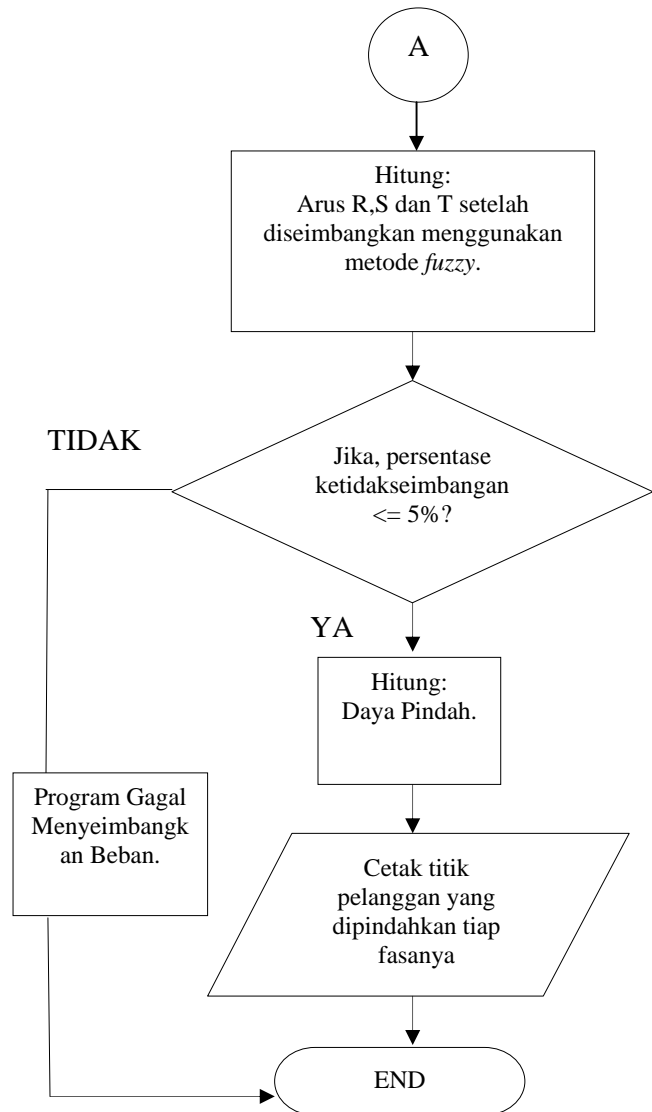 A
Hitung:
Arus R,S dan T setelah
diseimbangkan menggunakan
metode fuzzy.
TIDAK
Jika, persentase
ketidakseimbangan
<= 5%?
YA
Hitung:
Daya Pindah.
Program Gagal
Menyeimbangk
an Beban.
Cetak titik
pelanggan yang
dipindahkan tiap
fasanya
END